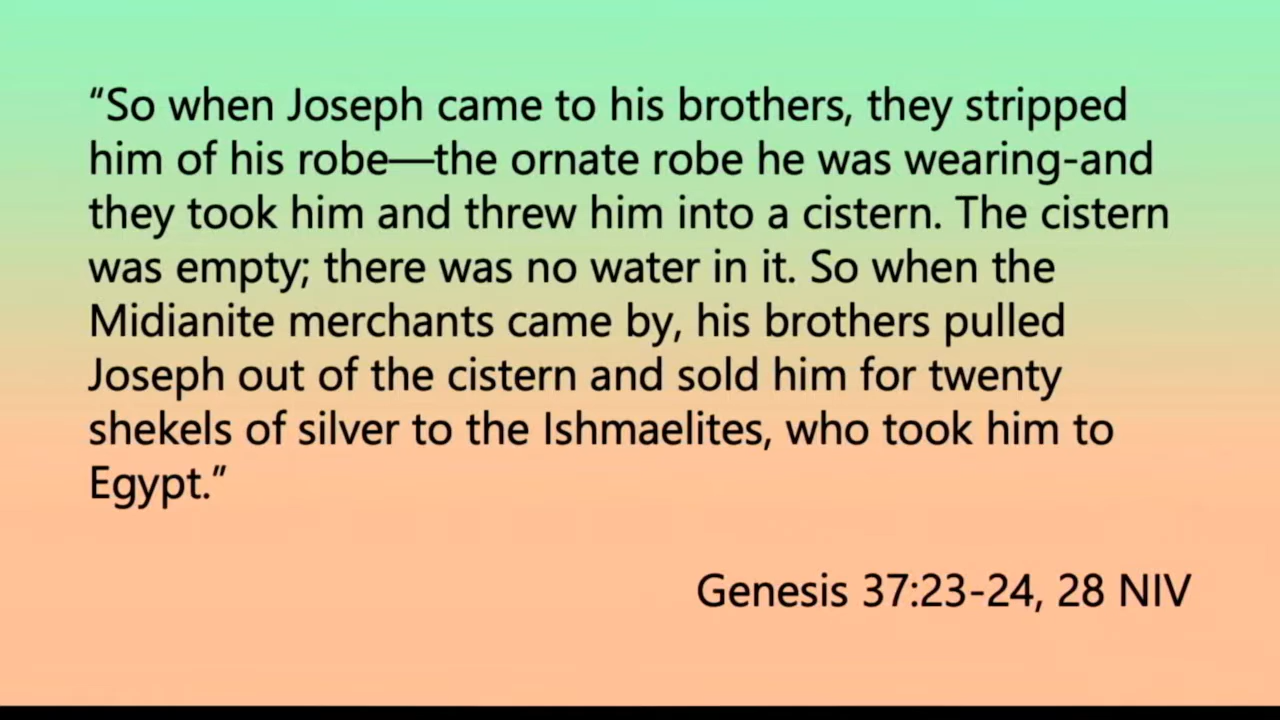 “So when Joseph came to his brothers, they stripped
him of his robe—the ornate robe he was wearing-and
they took him and threw him into a cistern. The cistern
was empty; there was no water in it. So when the
Midianite merchants came by, his brothers pulled
Joseph out of the cistern and sold him for twenty
shekels of silver to the Ishmaelites, who took him to
Egypt.”
Genesis 37:23-24, 28 NIV